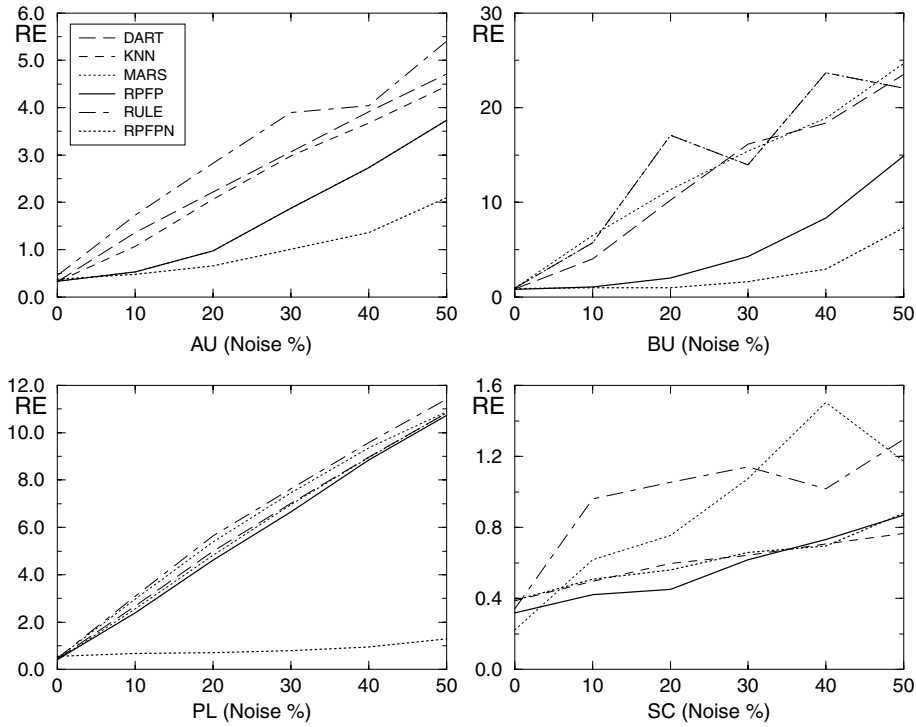 6.0
RE
5.0
4.0
3.0
2.0
1.0
0.0
DART
KNN
MARS
RPFP
RULE
RPFPN
0 10 20 30 40 50
AU (Noise %)
30
RE
20
10
0
0 10 20 30 40 50
BU (Noise %)
12.0
RE
10.0
8.0
6.0
4.0
2.0
0.0
0 10 20 30 40 50
PL (Noise %)
1.6
RE
1.2
0.8
0.4
0.0
0 10 20 30 40 50
SC (Noise %)